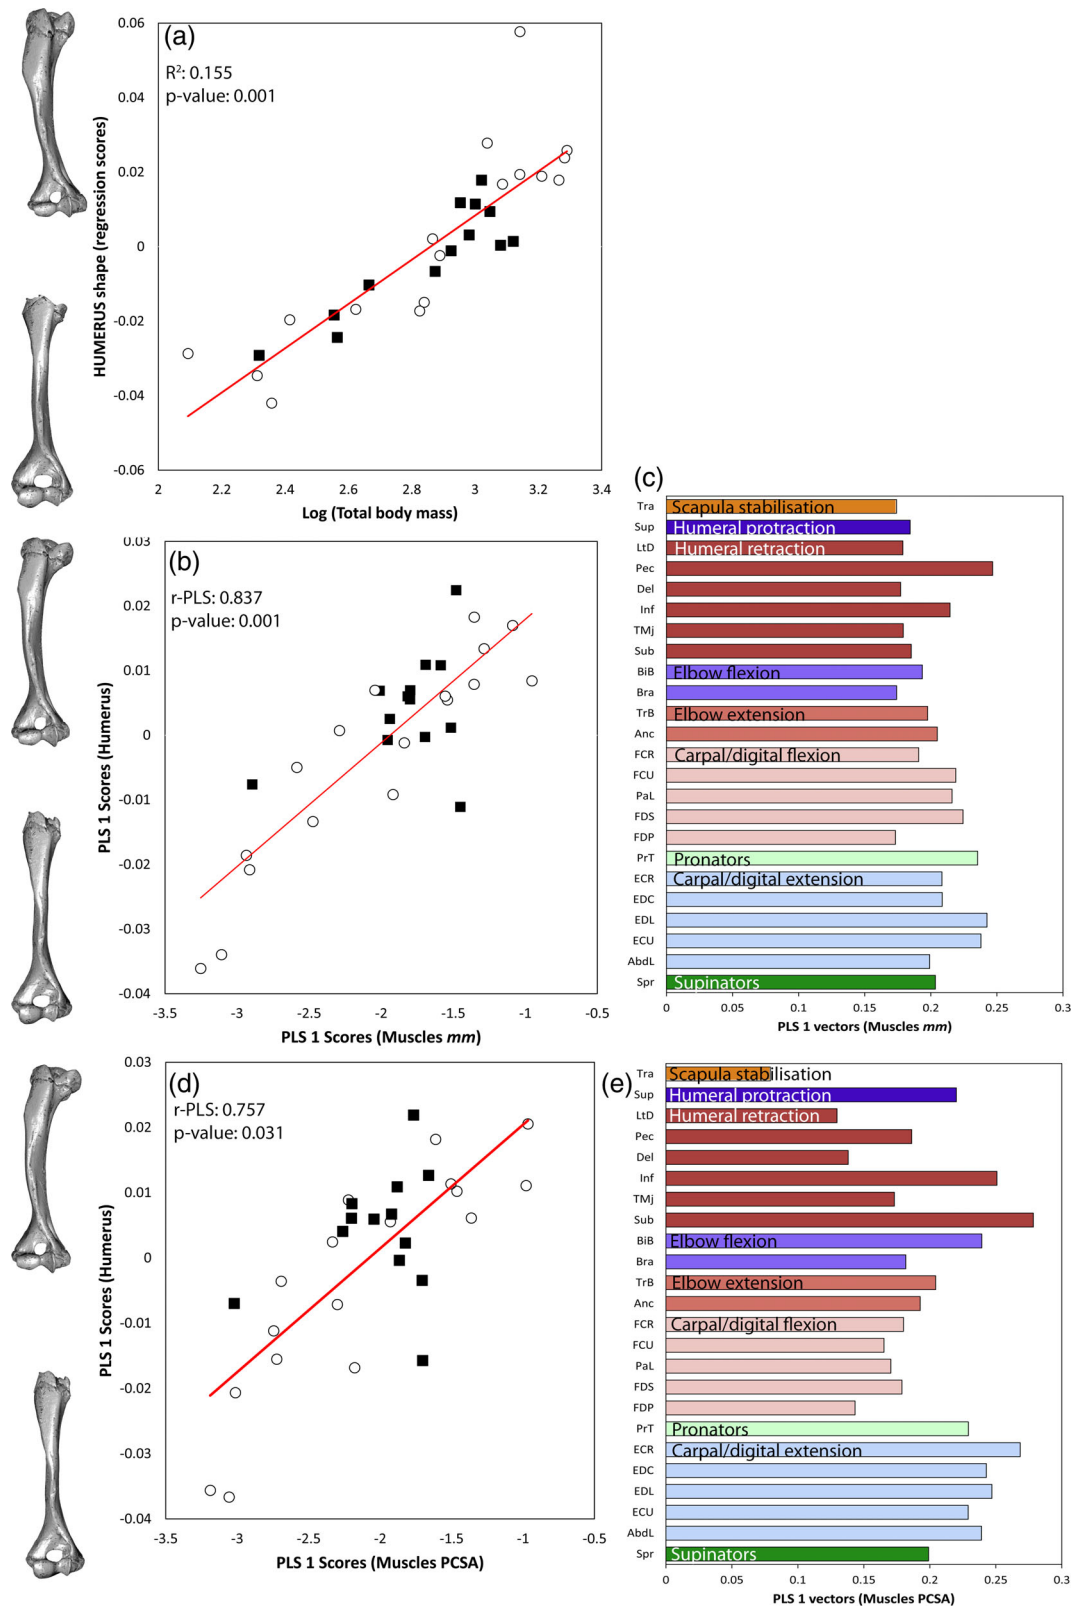 (a)
R²: 0.155
p-value: 0.001
0.06
0.04
0.02
0
-0.02
-0.04
-0.06
HUMERUS shape (regression scores)
2 2.2 2.4 2.6 2.8 3 3.2 3.4
Log (Total body mass)
(b)
r-PLS: 0.837
p-value: 0.001
0.03
0.02
0.01
0
-0.01
-0.02
-0.03
-0.04
PLS 1 Scores (Humerus)
-3.5 -3 -2.5 -2 -1.5 -1 -0.5
PLS 1 Scores (Muscles mm)
(c)
Tra Scapula stabilisation
Sup Humeral protraction
LtD Humeral retraction
Pec
Del
Inf
TMj
Sub
BiB Elbow flexion
Bra
TrB Elbow extension
Anc
FCR Carpal/digital flexion
FCU
PaL
FDS
FDP
PrT Pronators
ECR Carpal/digital extension
EDC
EDL
ECU
AbdL
Spr Supinators
0 0.05 0.1 0.15 0.2 0.25 0.3
PLS 1 vectors (Muscles mm)
(d)
r-PLS: 0.757
p-value: 0.031
0.03
0.02
0.01
0
-0.01
-0.02
-0.03
-0.04
PLS 1 Scores (Humerus)
-3.5 -3 -2.5 -2 -1.5 -1 -0.5
PLS 1 Scores (Muscles PCSA)
(e)
Tra Scapula stabilisation
Sup Humeral protraction
LtD Humeral retraction
Pec
Del
Inf
TMj
Sub
BiB Elbow flexion
Bra
TrB Elbow extension
Anc
FCR Carpal/digital flexion
FCU
PaL
FDS
FDP
PrT Pronators
ECR Carpal/digital extension
EDC
EDL
ECU
AbdL
Spr Supinators
0 0.05 0.1 0.15 0.2 0.25 0.3
PLS 1 vectors (Muscles PCSA)